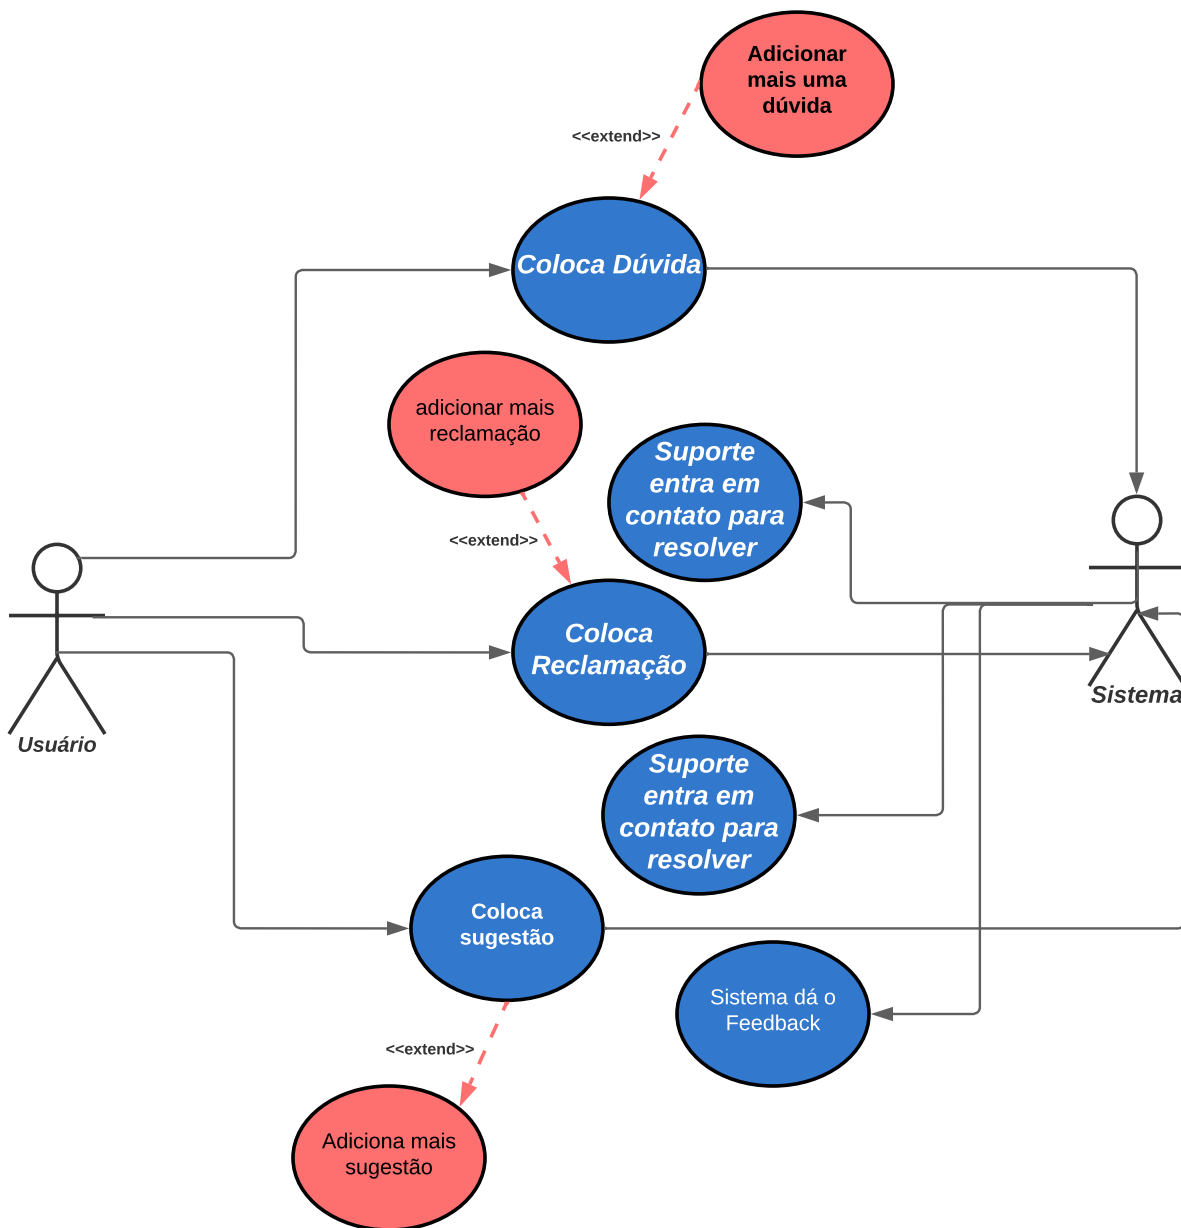 Adicionar
mais uma
dúvida
<<extend>>
Coloca Dúvida
adicionar mais
reclamação
Suporte
entra em
contato para
resolver
<<extend>>
Coloca
Reclamação
Sistema
Usuário
Suporte
entra em
contato para
resolver
Coloca
sugestão
Sistema dá o
Feedback
<<extend>>
Adiciona mais
sugestão